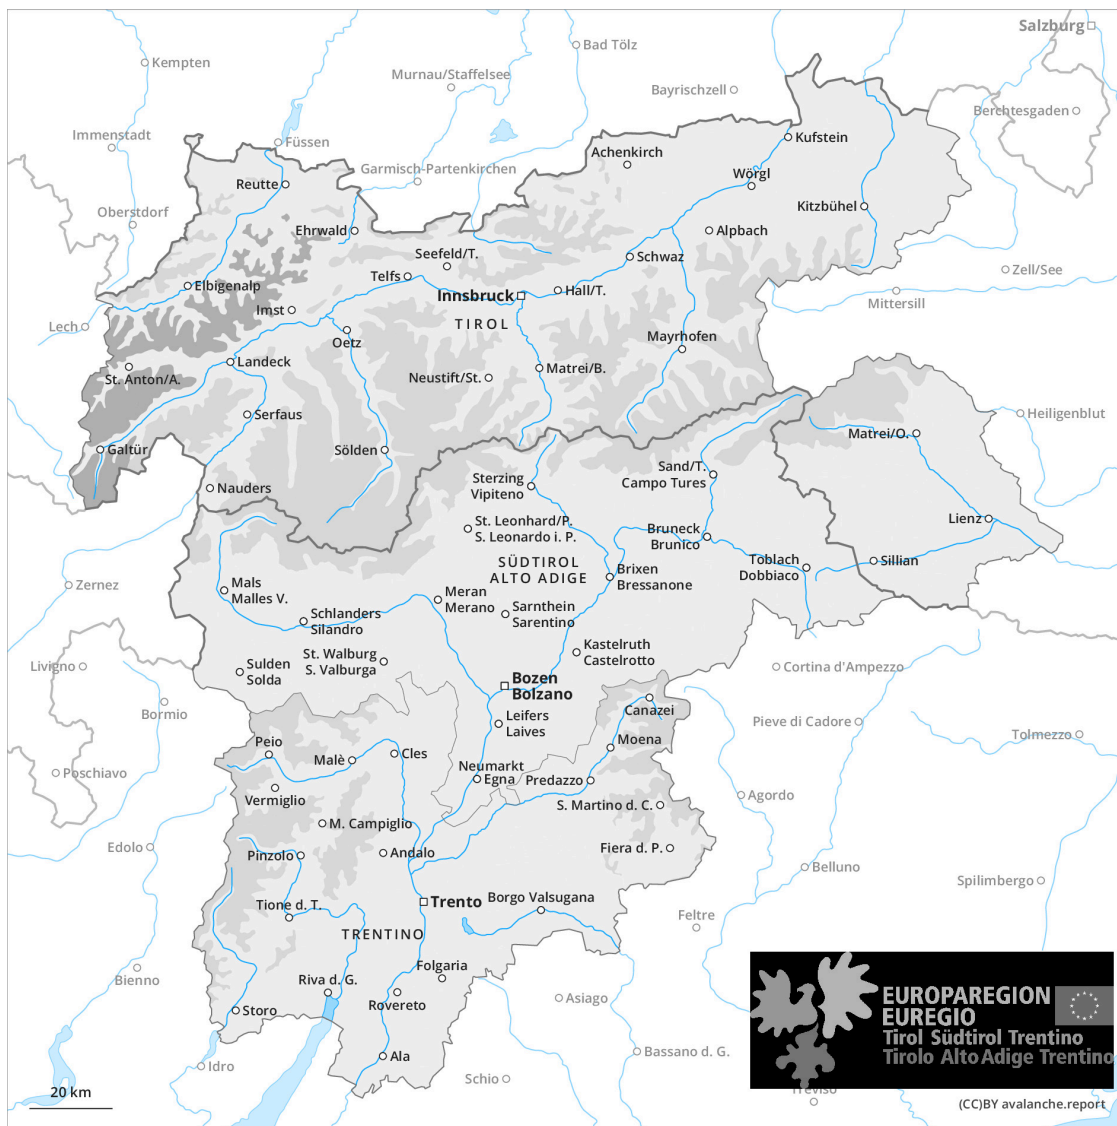 Salzburg
Kempten
Bad Tölz
Murnau/Staffelsee
Bayrischzell
Berchtesgaden
Immenstadt
Füssen
Kufstein
Achenkirch
Garmisch-Partenkirchen
Wörgl
Reutte
Oberstdorf
Kitzbühel
Ehrwald
Alpbach
Seefeld/T.
Schwaz
Zell/See
Telfs
Elbigenalp
Innsbruck
Hall/T.
Mittersill
Imst
TIROL
Lech
Oetz
Mayrhofen
Landeck
Matrei/B.
St. Anton/A.
Neustift/St.
Serfaus
Heiligenblut
Matrei/O.
Galtür
Sölden
Sterzing
Vipiteno
Sand/T.
Campo Tures
Nauders
Lienz
St. Leonhard/P.
S. Leonardo i. P.
Bruneck
Brunico
SÜDTIROL
ALTO ADIGE
Toblach
Dobbiaco
Sillian
Brixen
Bressanone
Zernez
Mals
Malles V.
Meran
Merano
Schlanders
Silandro
Sarnthein
Sarentino
Kastelruth
Castelrotto
St. Walburg
S. Valburga
Livigno
Sulden
Solda
Cortina d'Ampezzo
Bozen
Bolzano
Bormio
Canazei
Leifers
Laives
Pieve di Cadore
Tolmezzo
Peio
Moena
Malè
Cles
Poschiavo
Neumarkt
Egna
Predazzo
Vermiglio
Agordo
S. Martino d. C.
M. Campiglio
Edolo
Pinzolo
Andalo
Fiera d. P.
Belluno
Spilimbergo
Trento
Borgo Valsugana
Tione d. T.
Feltre
TRENTINO
Bienno
Folgaria
Riva d. G.
Rovereto
Asiago
Storo
EUROPAREGION
EUREGIO
Tirol Südtirol Trentino
Tirolo Alto Adige Trentino
Ala
Bassano d. G.
Idro
Schio
Treviso
20 km
(CC)BY avalanche.report